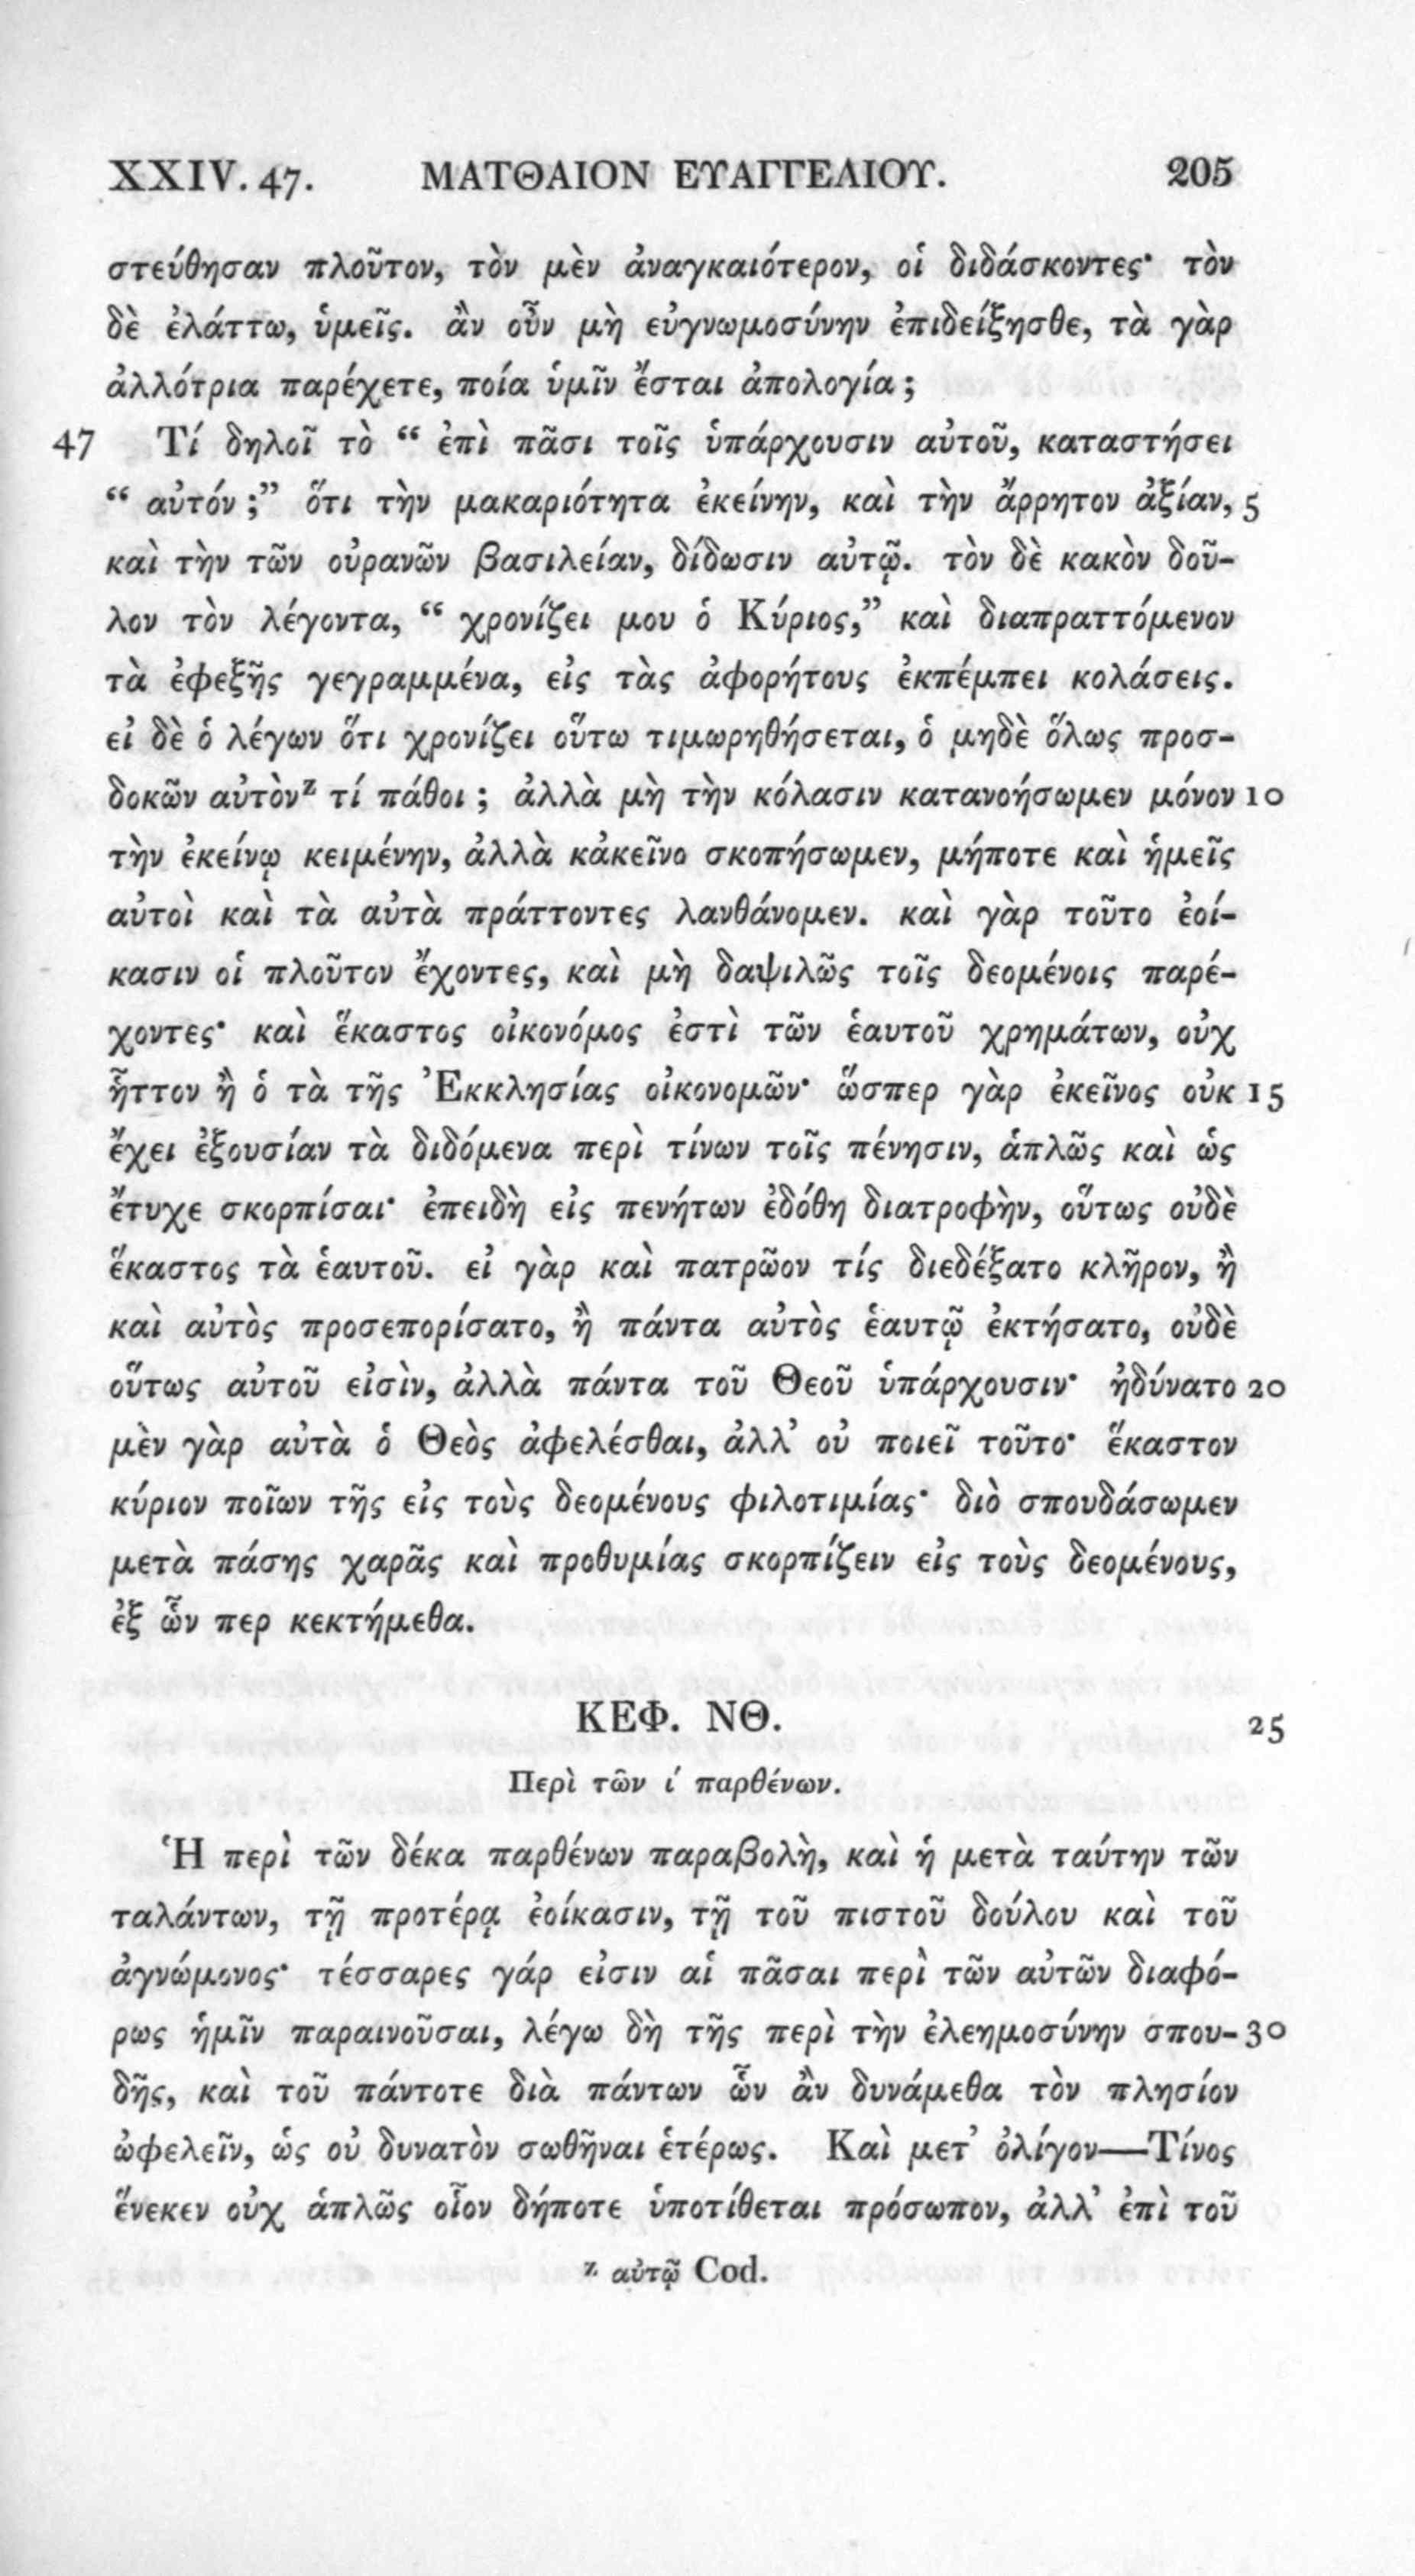 XXIV. 47. ΜΑΤΘΑΙΟΝ ΕΥΑΓΓΕΛΙΟΥ. 205
στεύθησαν πλοῦτον, τὸν μὲν ἀναγκαιότερον, οἱ διδάσκοντες· τὸν
δὲ ἐλάττω, ὑμεῖς. ἂν οὖν μὴ εὐγνωμοσύνην ἐπιδείξησθε, τὰ γὰρ
ἀλλότρια παρέχετε, ποία ὑμῖν ἔσται ἀπολογία ;
47 Τί δηλοῖ τὸ “ ἐπὶ πᾶσι τοῖς ὑπάρχουσιν αὐτοῦ, καταστήσει
“ αὐτόν ;” ὅτι τὴν μακαριότητα ἐκείνην, καὶ τὴν ἄρρητον ἀξίαν, 5
καὶ τὴν τῶν οὐρανῶν βασιλείαν, δίδωσιν αὐτῷ. τὸν δὲ κακὸν δοῦ-
λον τὸν λέγοντα, “ χρονίζει μου ὁ Κύριος,” καὶ διαπραττόμενον
τὰ ἐφεξῆς γεγραμμένα, εἰς τὰς ἀφορήτους ἐκπέμπει κολάσεις.
εἰ δὲ ὁ λέγων ὅτι χρονίζει οὕτω τιμωρηθήσεται, ὁ μηδὲ ὅλως προσ-
δοκῶν αὐτὸνᶻ τί πάθοι ; ἀλλὰ μὴ τὴν κόλασιν κατανοήσωμεν μόνον 10
τὴν ἐκείνῳ κειμένην, ἀλλὰ κἀκεῖνο σκοπήσωμεν, μήποτε καὶ ἡμεῖς
αὐτοὶ καὶ τὰ αὐτὰ πράττοντες λανθάνομεν. καὶ γὰρ τοῦτο ἐοί-
κασιν οἱ πλοῦτον ἔχοντες, καὶ μὴ δαψιλῶς τοῖς δεομένοις παρέ-
χοντες· καὶ ἕκαστος οἰκονόμος ἐστὶ τῶν ἑαυτοῦ χρημάτων, οὐχ
ἧττον ἢ ὁ τὰ τῆς Ἐκκλησίας οἰκονομῶν· ὥσπερ γὰρ ἐκεῖνος οὐκ 15
ἔχει ἐξουσίαν τὰ διδόμενα περὶ τίνων τοῖς πένησιν, ἁπλῶς καὶ ὡς
ἔτυχε σκορπίσαι· ἐπειδὴ εἰς πενήτων ἐδόθη διατροφὴν, οὕτως οὐδὲ
ἕκαστος τὰ ἑαυτοῦ. εἰ γὰρ καὶ πατρῶον τίς διεδέξατο κλῆρον, ἢ
καὶ αὐτὸς προσεπορίσατο, ἢ πάντα αὐτὸς ἑαυτῷ ἐκτήσατο, οὐδὲ
οὕτως αὐτοῦ εἰσὶν, ἀλλὰ πάντα τοῦ Θεοῦ ὑπάρχουσιν· ἠδύνατο 20
μὲν γὰρ αὐτὰ ὁ Θεὸς ἀφελέσθαι, ἀλλ’ οὐ ποιεῖ τοῦτο· ἕκαστον
κύριον ποῖων τῆς εἰς τοὺς δεομένους φιλοτιμίας· διὸ σπουδάσωμεν
μετὰ πάσης χαρᾶς καὶ προθυμίας σκορπίζειν εἰς τοὺς δεομένους,
ἐξ ὧν περ κεκτήμεθα.
ΚΕΦ. ΝΘ. 25
Περὶ τῶν ί παρθένων.
Ἡ περὶ τῶν δέκα παρθένων παραβολὴ, καὶ ἡ μετὰ ταύτην τῶν
ταλάντων, τῇ προτέρᾳ ἐοίκασιν, τῇ τοῦ πιστοῦ δούλου καὶ τοῦ
ἀγνώμονος· τέσσαρες γάρ εἰσιν αἱ πᾶσαι περὶ τῶν αὐτῶν διαφό-
ρως ἡμῖν παραινοῦσαι, λέγω δὴ τῆς περὶ τὴν ἐλεημοσύνην σπου- 30
δῆς, καὶ τοῦ πάντοτε διὰ πάντων ὧν ἂν δυνάμεθα τὸν πλησίον
ὠφελεῖν, ὡς οὐ δυνατὸν σωθῆναι ἑτέρως. Καὶ μετ’ ὀλίγον—Τίνος
ἕνεκεν οὐχ ἁπλῶς οἷον δήποτε ὑποτίθεται πρόσωπον, ἀλλ’ ἐπὶ τοῦ
ᶻ αὐτῷ Cod.